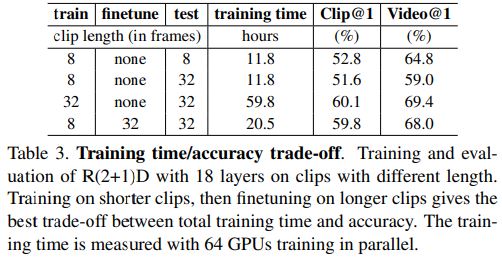 train finetune test training time Clip@1 Video@1
clip length (in frames) hours (%) (%)
8 none 8 11.8 52.8 64.8
8 none 32 11.8 51.6 59.0
32 none 32 59.8 60.1 69.4
8 32 32 20.5 59.8 68.0
Table 3. Training time/accuracy trade-off. Training and eval-
uation of R(2+1)D with 18 layers on clips with different length.
Training on shorter clips, then finetuning on longer clips gives the
best trade-off between total training time and accuracy. The train-
ing time is measured with 64 GPUs training in parallel.